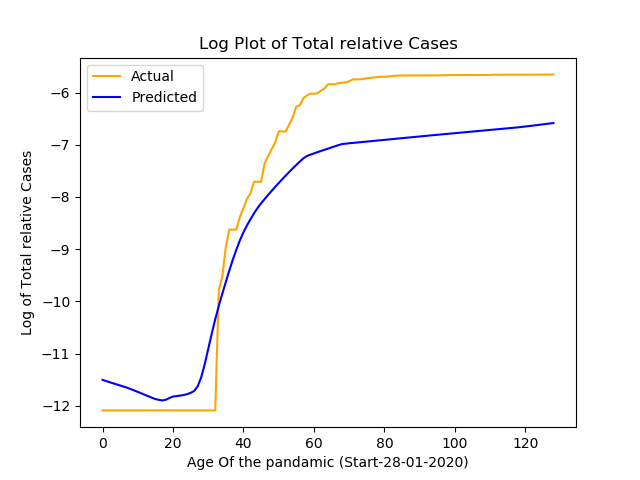 Log Plot of Total relative Cases
Actual
Predicted
Log of Total relative Cases
−6
−7
−8
−9
−10
−11
−12
0 20 40 60 80 100 120
Age Of the pandamic (Start-28-01-2020)